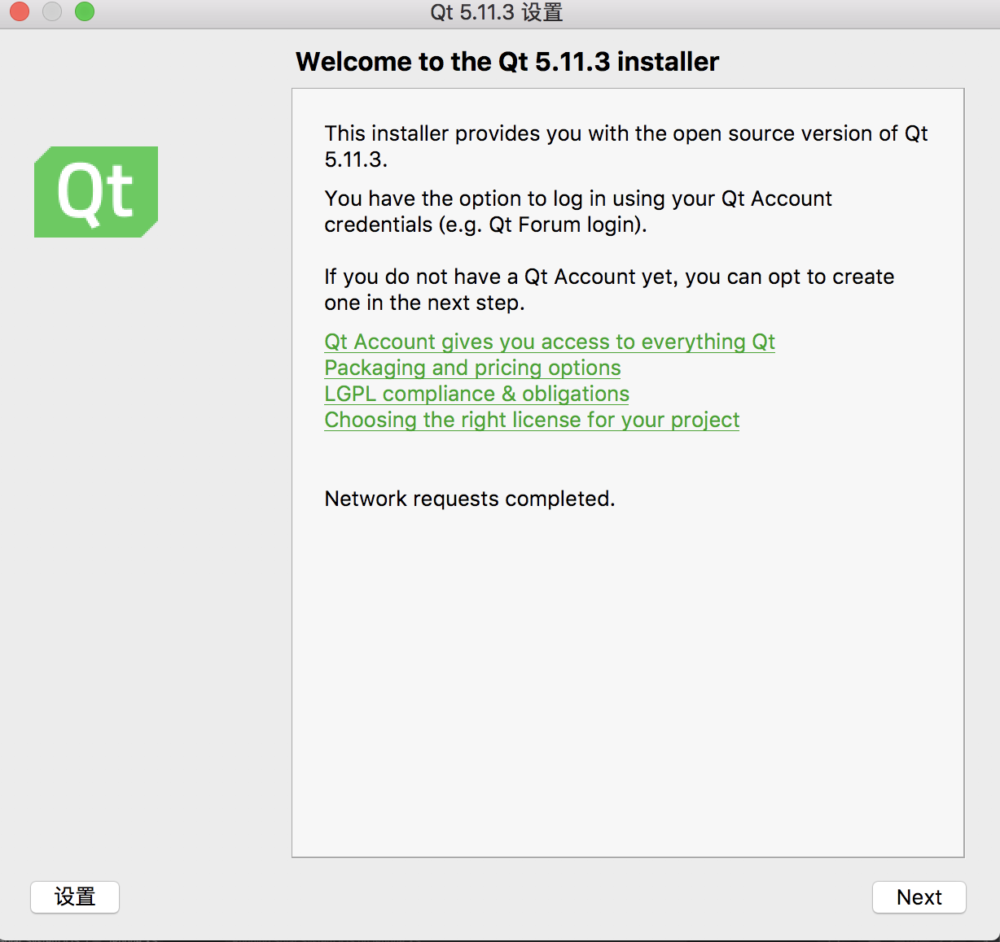 Qt 5.11.3 设置
Welcome to the Qt 5.11.3 installer
Qt
This installer provides you with the open source version of Qt
5.11.3.
You have the option to log in using your Qt Account
credentials (e.g. Qt Forum login).
If you do not have a Qt Account yet, you can opt to create
one in the next step.
Qt Account gives you access to everything Qt
Packaging and pricing options
LGPL compliance & obligations
Choosing the right license for your project
Network requests completed.
设置
Next